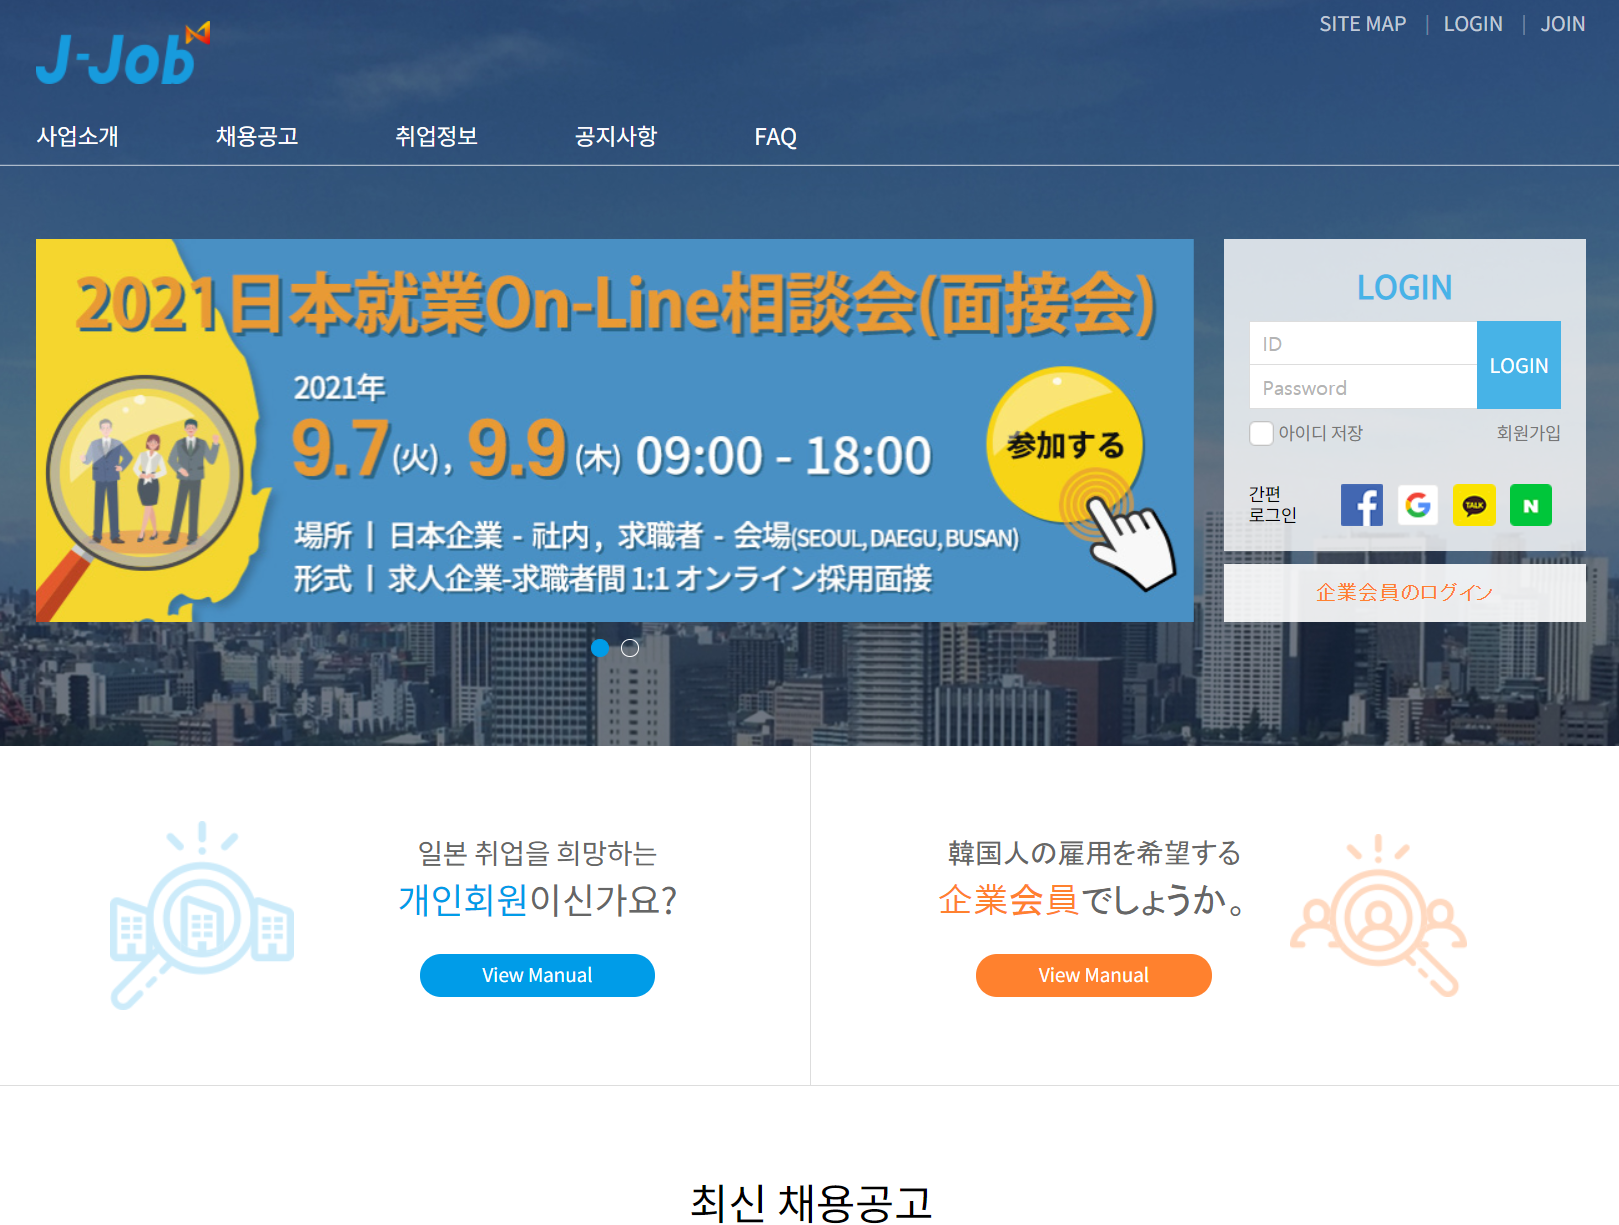 J-Job
SITE MAP | LOGIN | JOIN
사업소개 채용공고 취업정보 공지사항 FAQ
2021日本就業On-Line相談会(面接会)
2021年
9.7(火), 9.9(木) 09:00 - 18:00
参加する
場所 | 日本企業 - 社内, 求職者 - 会場(SEOUL, DAEGU, BUSAN)
形式 | 求人企業-求職者間 1:1 オンライン採用面接
LOGIN
ID
Password
LOGIN
아이디 저장 회원가입
간편
로그인
TALK
N
企業会員のログイン
일본 취업을 희망하는
개인회원이신가요?
View Manual
韓国人の雇用を希望する
企業会員でしょうか。
View Manual
최신 채용공고